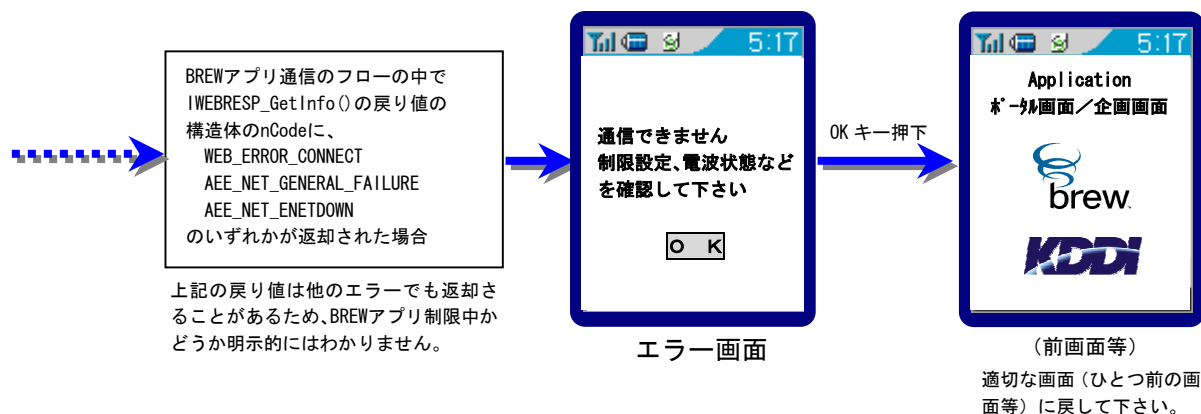 BREWアプリ通信のフローの中で
IWEBRESP_GetInfo()の戻り値の
構造体のnCodeに、
WEB_ERROR_CONNECT
AEE_NET_GENERAL_FAILURE
AEE_NET_ENETDOWN
のいずれかが返却された場合
上記の戻り値は他のエラーでも返却さ
ることがあるため、BREWアプリ制限中か
どうか明示的にはわかりません。
5:17
通信できません
制限設定、電波状態など
を確認して下さい
O K
エラー画面
OK キー押下
5:17
Application
ﾎﾟｰﾀﾙ画面／企画画面
brew
KDDI
(前画面等)
適切な画面（ひとつ前の画
面等）に戻して下さい。